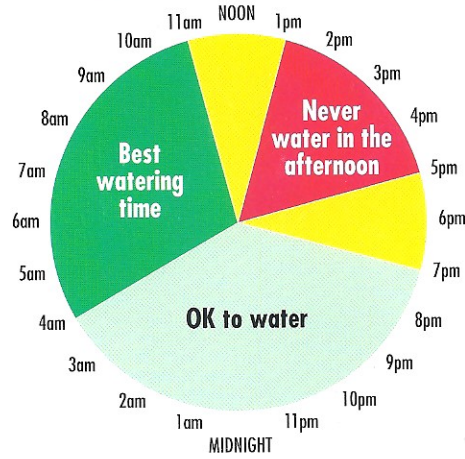 NOON
1pm
2pm
3pm
4pm
5pm
6pm
7pm
8pm
9pm
10pm
11pm
MIDNIGHT
1am
2am
3am
4am
5am
6am
7am
8am
9am
10am
11am
Best
watering
time
Never
water in the
afternoon
OK to water